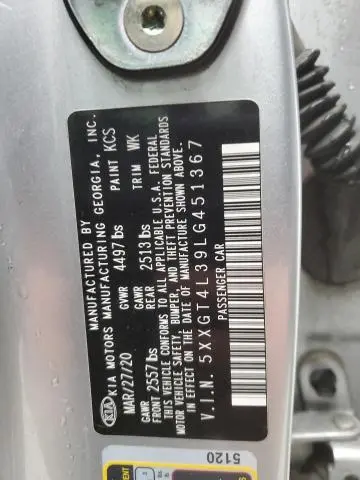 MANUFACTURED BY
KIA KIA MOTORS MANUFACTURING GEORGIA, INC.
MAR/27/20 GVWR 4497 lbs PAINT KCS
GAWR FRONT 2557 lbs GAWR REAR 2513 lbs TRIM WK
THIS VEHICLE CONFORMS TO ALL APPLICABLE U.S.A. FEDERAL
MOTOR VEHICLE SAFETY, BUMPER, AND THEFT PREVENTION STANDARDS
IN EFFECT ON THE DATE OF MANUFACTURE SHOWN ABOVE.
V.I.N. 5XXGT4L39LG451367
PASSENGER CAR
5120